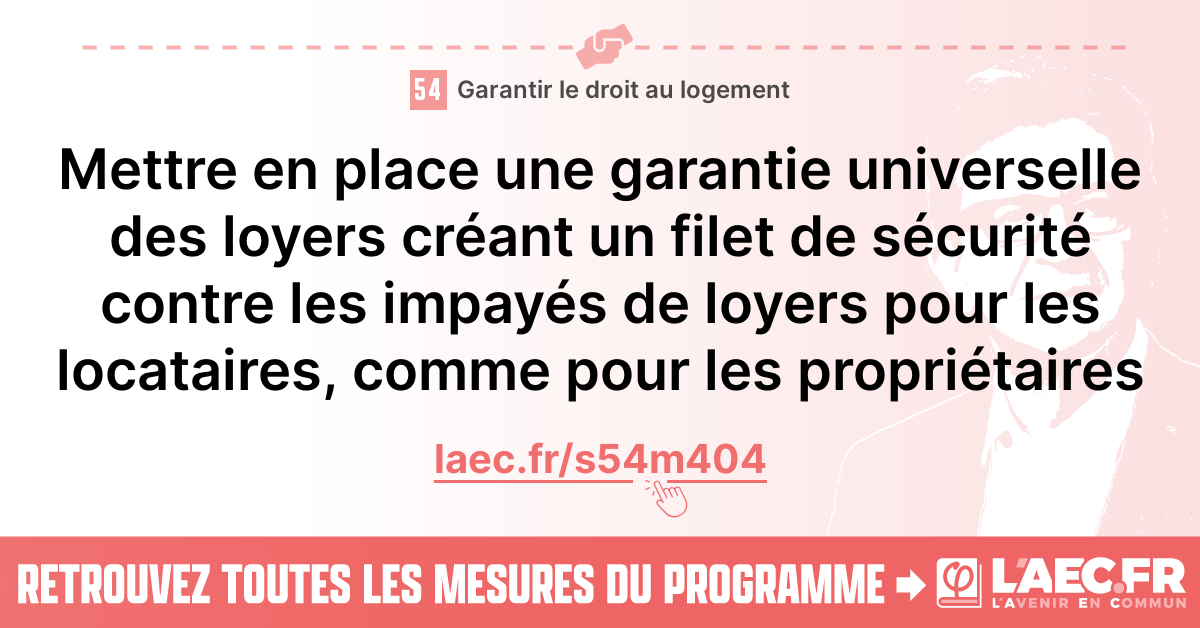 54 Garantir le droit au logement
Mettre en place une garantie universelle
des loyers créant un filet de sécurité
contre les impayés de loyers pour les
locataires, comme pour les propriétaires
laec.fr/s54m404
RETROUVEZ TOUTES LES MESURES DU PROGRAMME
φ L'AEC.FR
L'AVENIR EN COMMUN